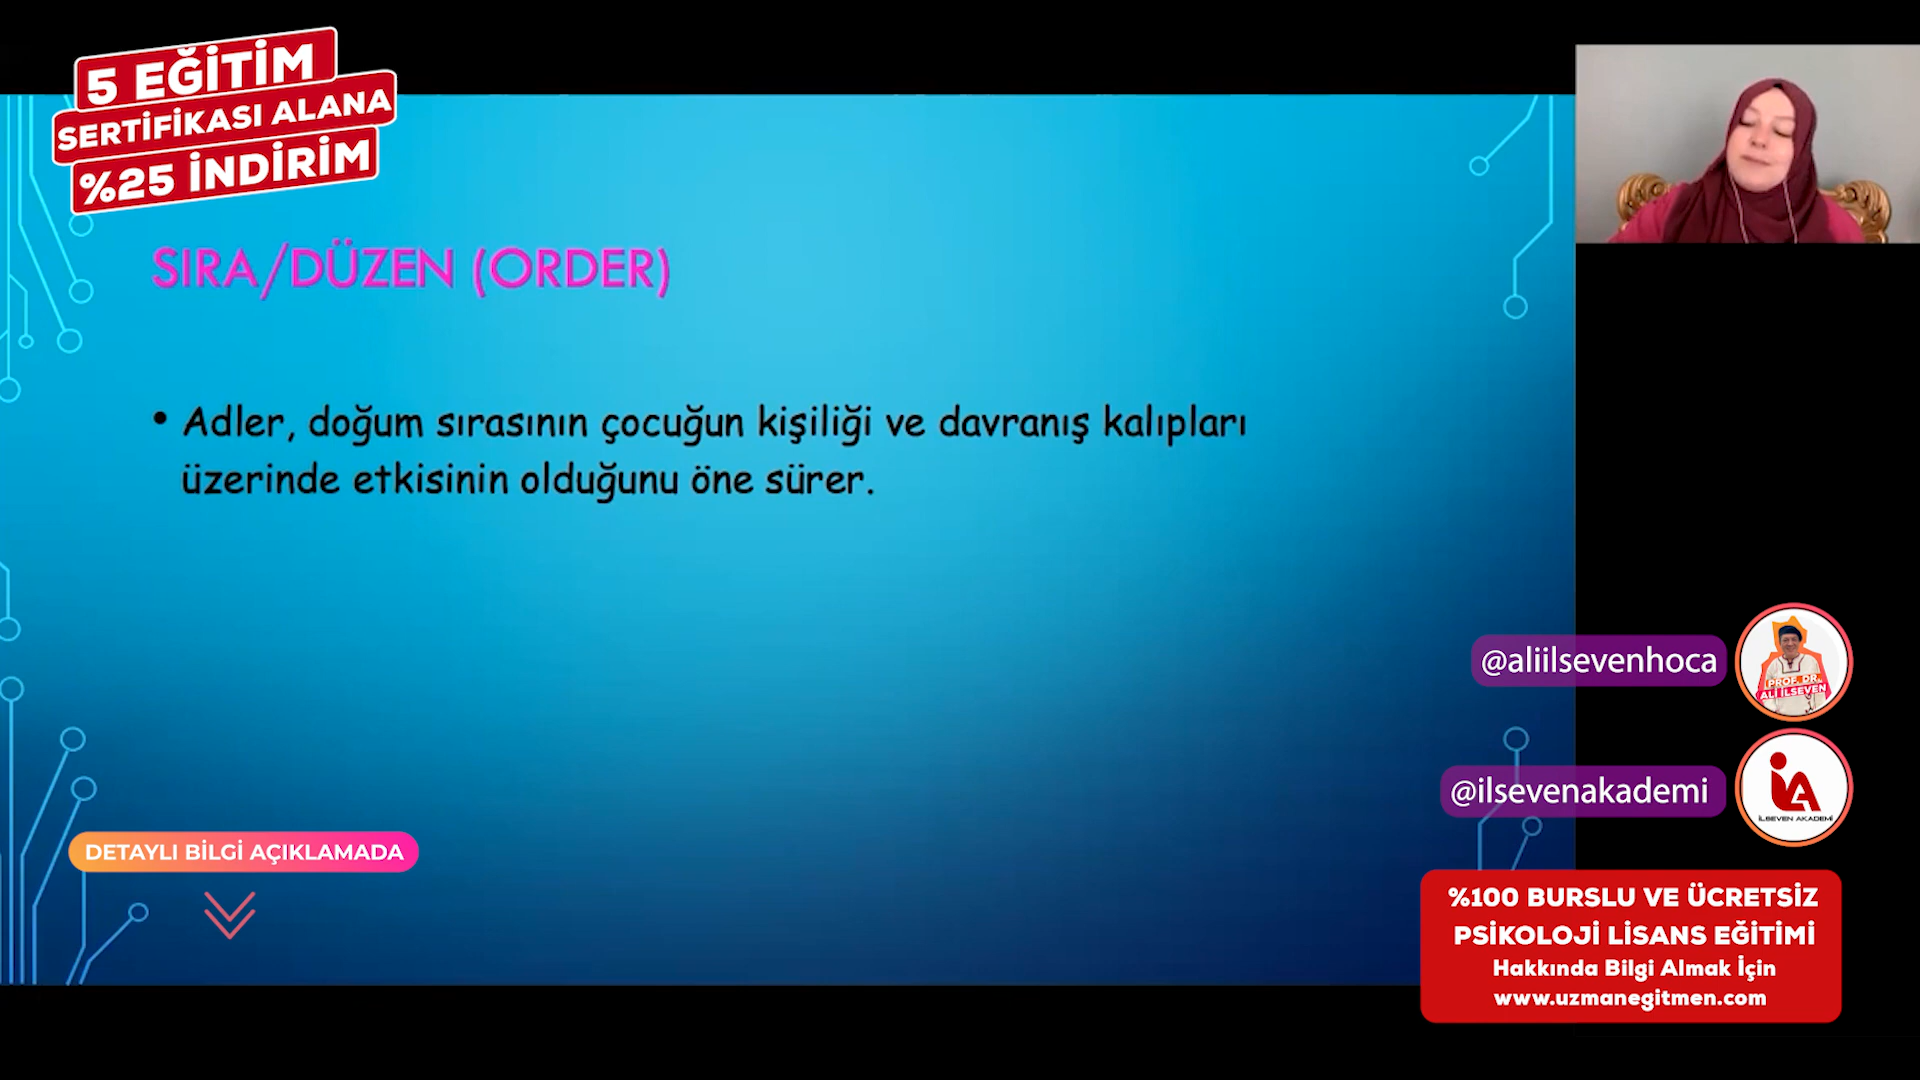 5 EĞİTİM
SERTİFİKASI ALANA
%25 İNDİRİM
SIRA/DÜZEN (ORDER)
• Adler, doğum sırasının çocuğun kişiliği ve davranış kalıpları
üzerinde etkisinin olduğunu öne sürer.
@aliilsevenhoca
PROF. DR.
ALİ İLSEVEN
@ilsevenakademi
İA
İLSEVEN AKADEMİ
DETAYLI BİLGİ AÇIKLAMADA
%100 BURSLU VE ÜCRETSİZ
PSİKOLOJİ LİSANS EĞİTİMİ
Hakkında Bilgi Almak İçin
www.uzmanegitmen.com